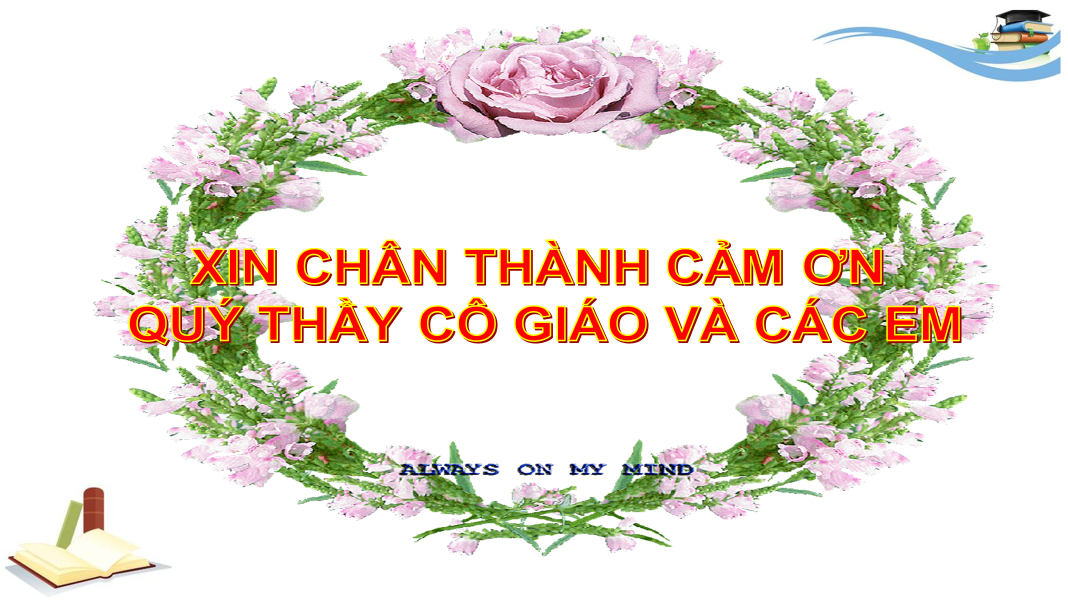 XIN CHÂN THÀNH CẢM ƠN
QUÝ THẦY CÔ GIÁO VÀ CÁC EM
ALWAYS ON MY MIND